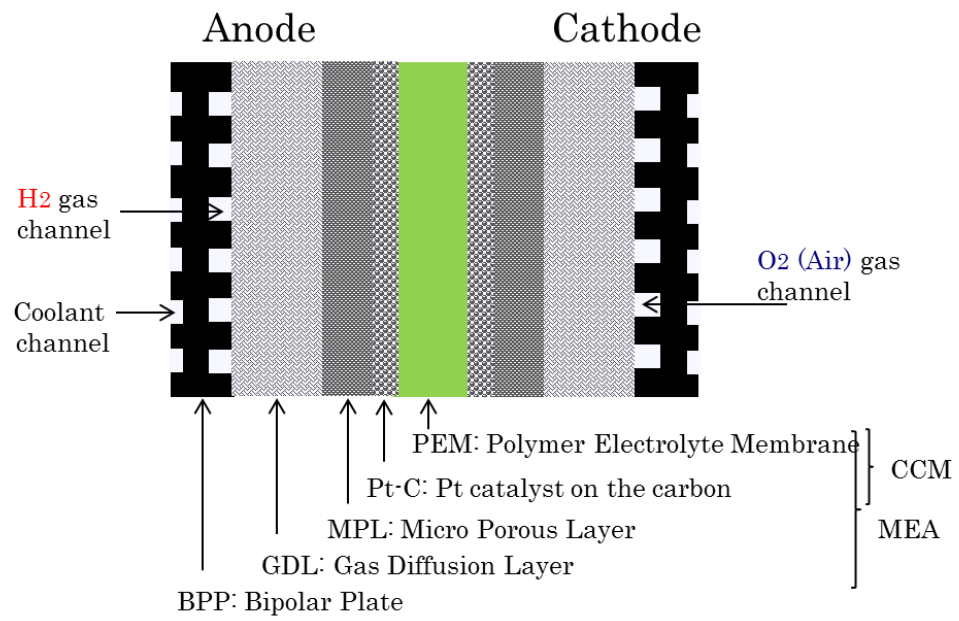 Anode
Cathode
H2 gas
channel
O2 (Air) gas
channel
Coolant
channel
PEM: Polymer Electrolyte Membrane
CCM
Pt-C: Pt catalyst on the carbon
MPL: Micro Porous Layer
MEA
GDL: Gas Diffusion Layer
BPP: Bipolar Plate